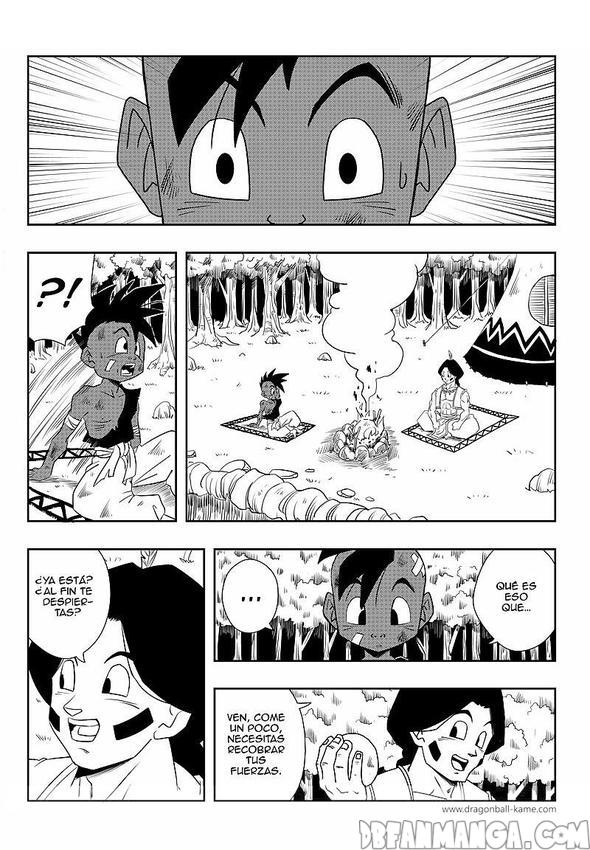 ?!
¿YA ESTÁ?
¿AL FIN TE
DESPIER-
TAS?
...
QUÉ ES
ESO
QUE...
VEN, COME
UN POCO,
NECESITAS
RECOBRAR
TUS
FUERZAS.
www.dragonball-kame.com
DBFANMANGA.COM